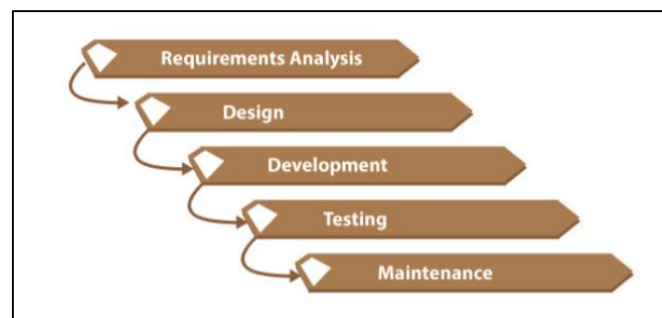 Requirements Analysis
Design
Development
Testing
Maintenance